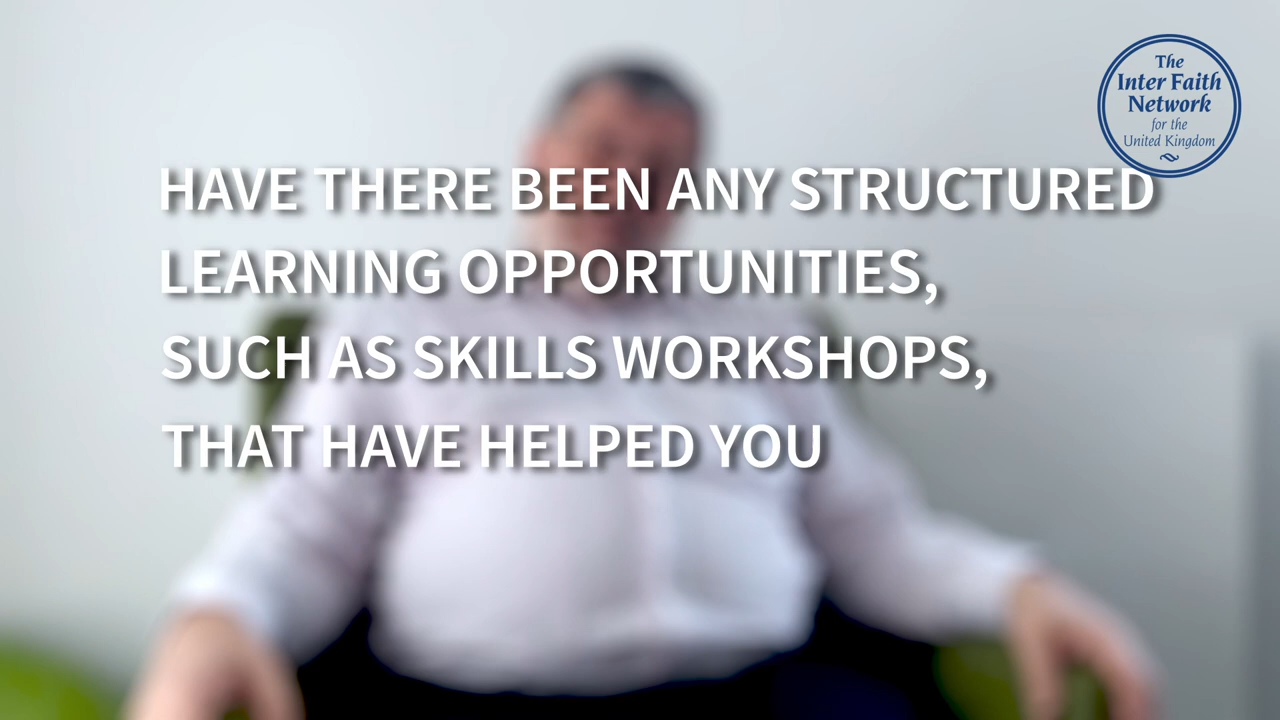 The
Inter Faith
Network
for the
United Kingdom
HAVE THERE BEEN ANY STRUCTURED
LEARNING OPPORTUNITIES,
SUCH AS SKILLS WORKSHOPS,
THAT HAVE HELPED YOU